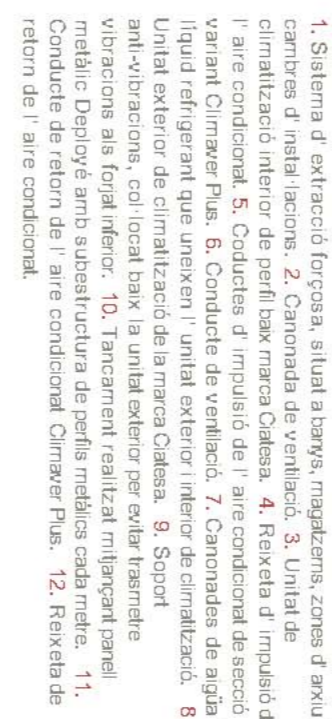 1. Sistema d' extracció forçosa, situat a banys, magatzems, zones d' arxiu
cambres d' instal·lacions. 2. Canonada de ventilació. 3. Unitat de
climatització interior de perfil baix marca Ciatesa. 4. Reixeta d' impulsió d
l' aire condicionat. 5. Coductes d' impulsió de l' aire condicionat de secció
variant Climaver Plus. 6. Conducte de ventilació. 7. Canonades de aigüa
líquid refrigerant que uneixen l' unitat exterior i interior de climatització. 8
Unitat exterior de climatització de la marca Ciatesa. 9. Soport
anti-vibracions, col·locat baix la unitat exterior per evitar trasmetre
vibracions als forjat inferior. 10. Tancament realitzat mitjançant panell
metàlic Deployé amb subestructura de perfils metàlics cada metre. 11.
Conducte de retorn de l' aire condicionat Climaver Plus. 12. Reixeta de
retorn de l' aire condicionat.